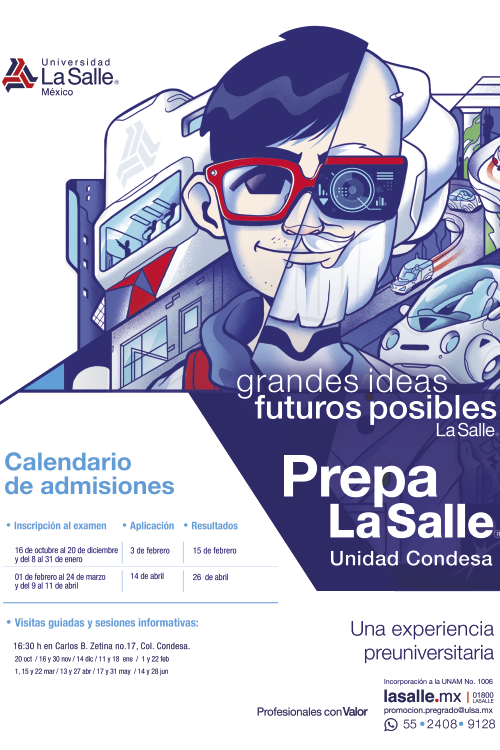 Universidad
La Salle®
México
grandes ideas
futuros posibles
La Salle
Prepa
La Salle®
Unidad Condesa
Calendario
de admisiones
• Inscripción al examen • Aplicación • Resultados
16 de octubre al 20 de diciembre
y del 8 al 31 de enero
3 de febrero
15 de febrero
01 de febrero al 24 de marzo
y del 9 al 11 de abril
14 de abril
26 de abril
• Visitas guiadas y sesiones informativas:
16:30 h en Carlos B. Zetina no.17, Col. Condesa.
20 oct / 16 y 30 nov / 14 dic / 11 y 18 ene / 1 y 22 feb
1, 15 y 22 mar / 13 y 27 abr / 17 y 31 may / 14 y 28 jun
Una experiencia
preuniversitaria
Incorporación a la UNAM No. 1006
lasalle.mx | 01800
LASALLE
promocion.pregrado@ulsa.mx
Profesionales con Valor
55•2408•9128